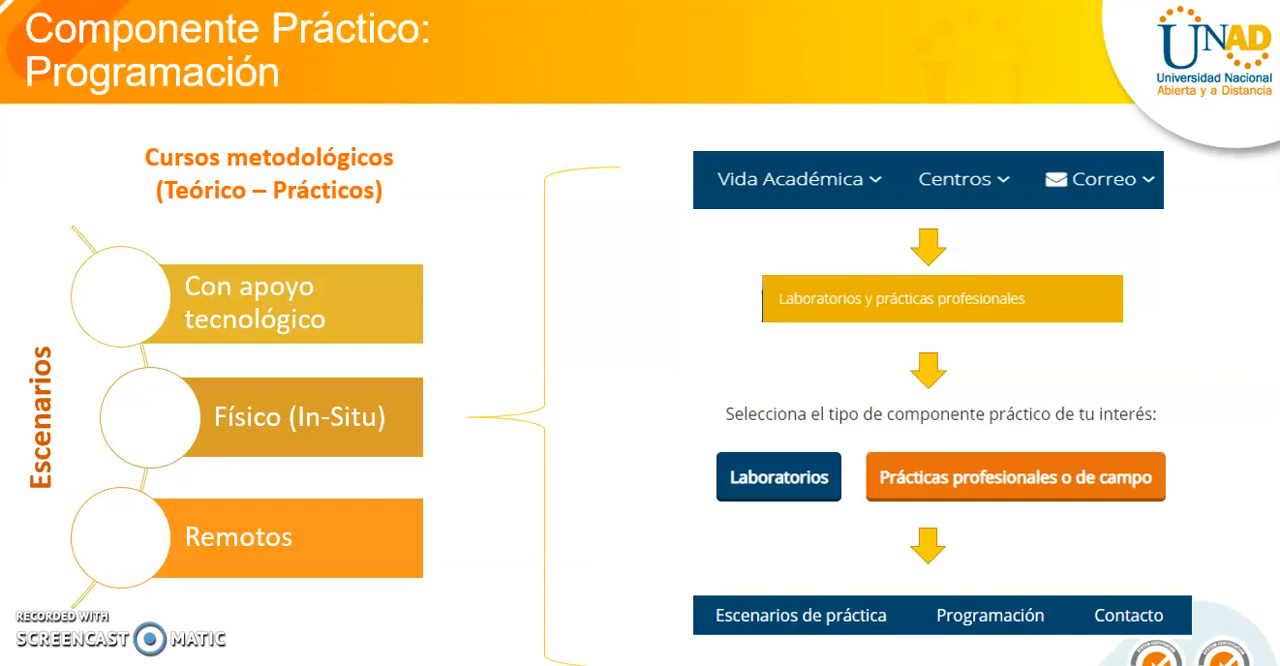 Componente Práctico:
Programación
UNAD
Universidad Nacional
Abierta y a Distancia
Cursos metodológicos
(Teórico – Prácticos)
Escenarios
Con apoyo
tecnológico
Físico (In-Situ)
Remotos
Vida Académica
Centros
Correo
Laboratorios y prácticas profesionales
Selecciona el tipo de componente práctico de tu interés:
Laboratorios
Prácticas profesionales o de campo
Escenarios de práctica
Programación
Contacto
RECORDED WITH
SCREENCAST MATIC